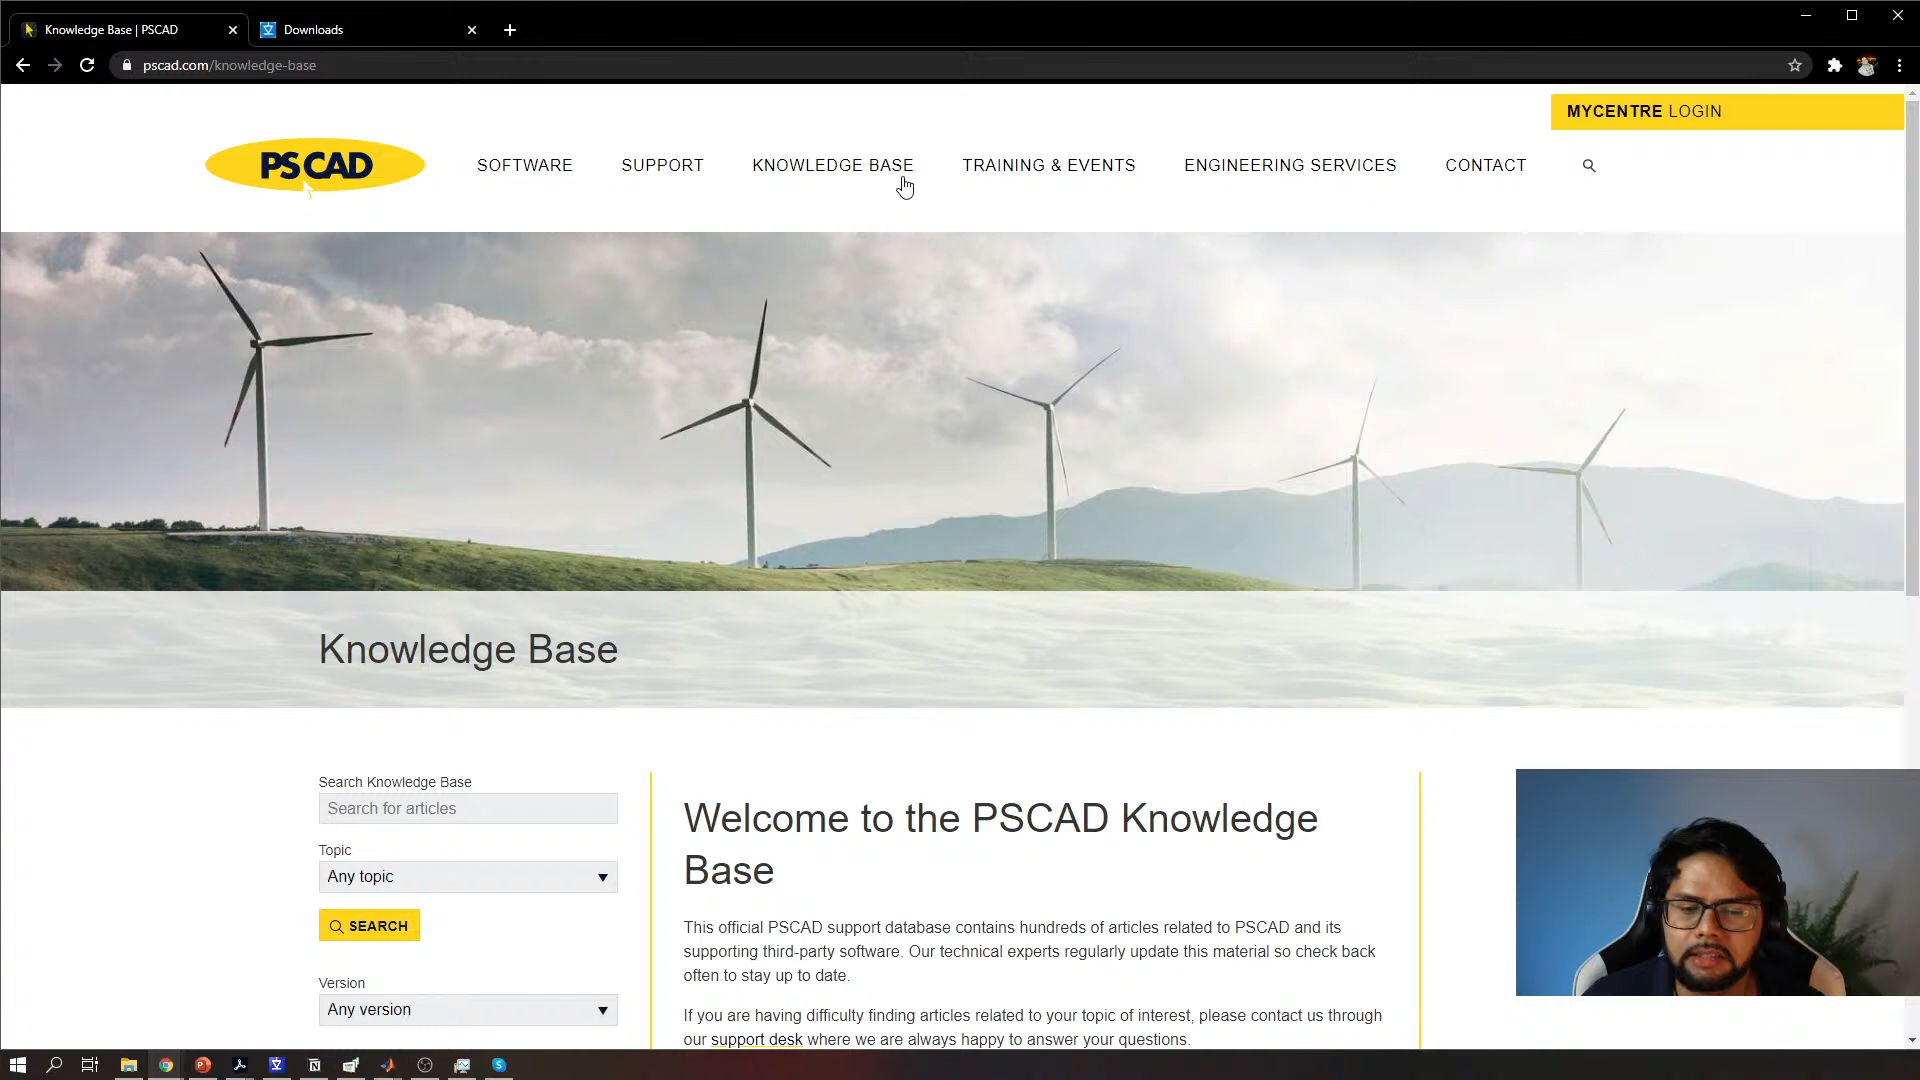 Knowledge Base | PSCAD
Downloads
pscad.com/knowledge-base
MYCENTRE LOGIN
PSCAD
SOFTWARE
SUPPORT
KNOWLEDGE BASE
TRAINING & EVENTS
ENGINEERING SERVICES
CONTACT
Knowledge Base
Search Knowledge Base
Search for articles
Topic
Any topic
SEARCH
Version
Any version
Welcome to the PSCAD Knowledge
Base
This official PSCAD support database contains hundreds of articles related to PSCAD and its
supporting third-party software. Our technical experts regularly update this material so check back
often to stay up to date.
If you are having difficulty finding articles related to your topic of interest, please contact us through
our support desk where we are always happy to answer your questions.